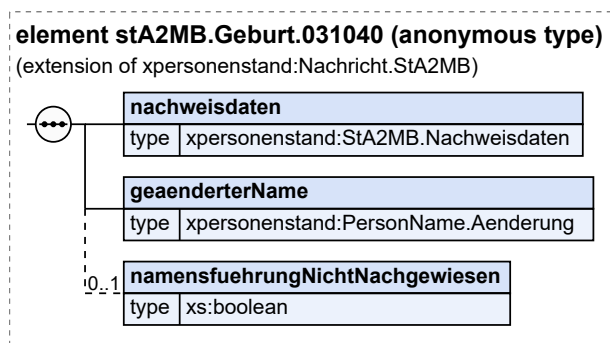 element stA2MB.Geburt.031040 (anonymous type)
(extension of xpersonenstand:Nachricht.StA2MB)
nachweisdaten
type xpersonenstand:StA2MB.Nachweisdaten
geaenderterName
type xpersonenstand:PersonName.Aenderung
0..1 namensfuehrungNichtNachgewiesen
type xs:boolean